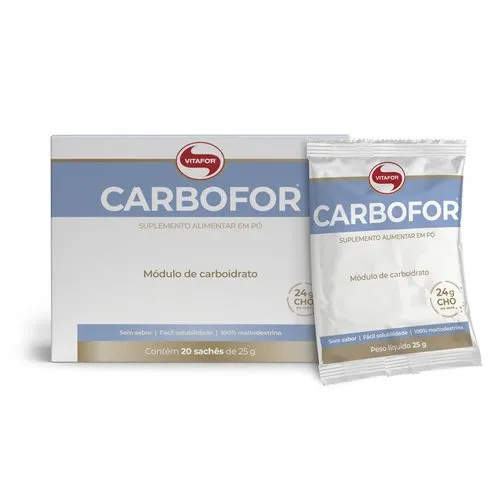 VITAFOR
CARBOFOR
SUPLEMENTO ALIMENTAR EM PÓ
Módulo de carboidrato
24g
CHO
Sem sabor | Fácil solubilidade | 100% maltodextrina
Contém 20 sachês de 25 g
VITAFOR
CARBOFOR
SUPLEMENTO ALIMENTAR EM PÓ
Módulo de carboidrato
24g
CHO
Sem sabor | Fácil solubilidade | 100% maltodextrina
Peso líquido 25 g